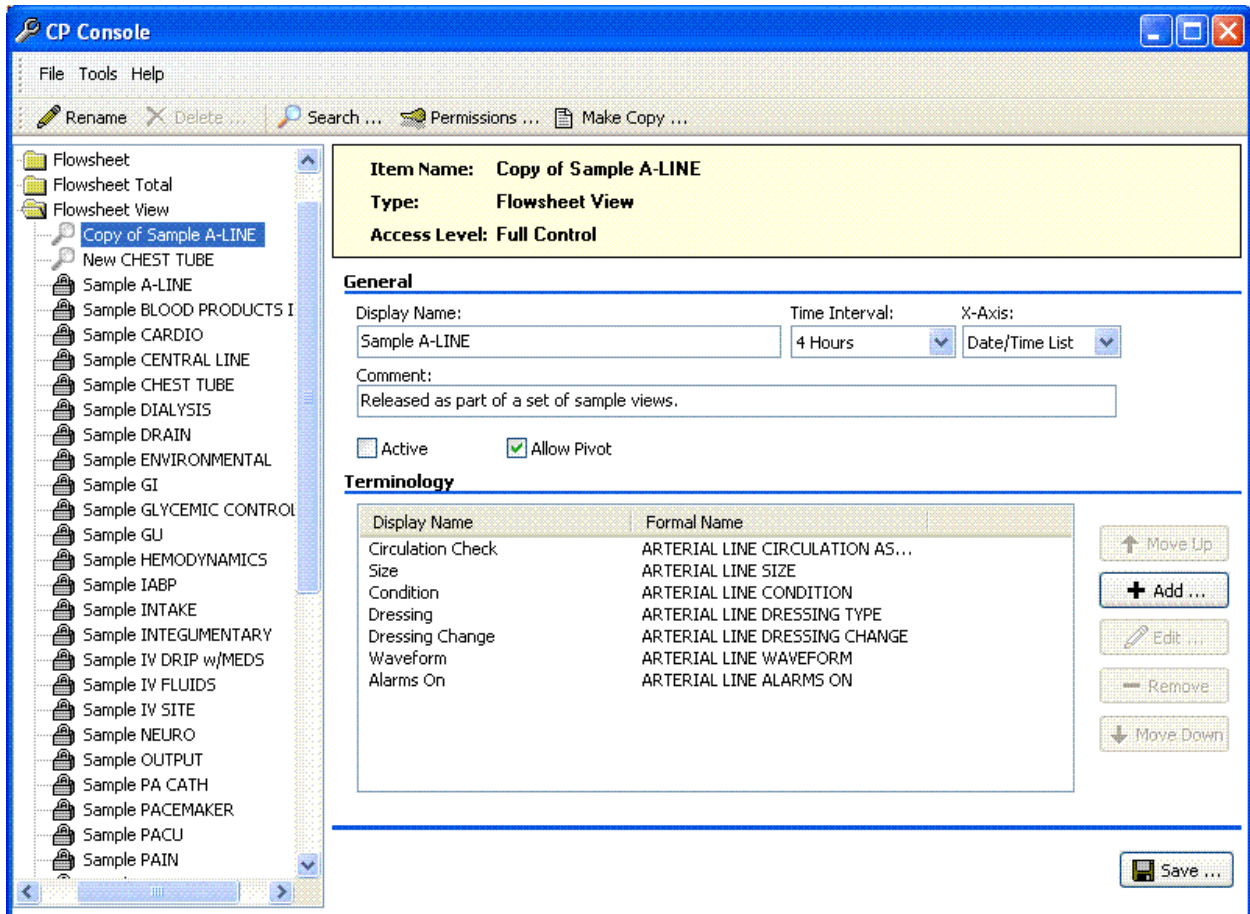 CP Console
File Tools Help
Rename Delete ... Search ... Permissions ... Make Copy ...
Flowsheet
Flowsheet Total
Flowsheet View
Copy of Sample A-LINE
New CHEST TUBE
Sample A-LINE
Sample BLOOD PRODUCTS I
Sample CARDIO
Sample CENTRAL LINE
Sample CHEST TUBE
Sample DIALYSIS
Sample DRAIN
Sample ENVIRONMENTAL
Sample GI
Sample GLYCEMIC CONTROL
Sample GU
Sample HEMODYNAMICS
Sample IABP
Sample INTAKE
Sample INTEGUMENTARY
Sample IV DRIP w/MEDS
Sample IV FLUIDS
Sample IV SITE
Sample NEURO
Sample OUTPUT
Sample PA CATH
Sample PACEMAKER
Sample PACU
Sample PAIN
Item Name: Copy of Sample A-LINE
Type: Flowsheet View
Access Level: Full Control
General
Display Name: Time Interval: X-Axis:
Sample A-LINE 4 Hours Date/Time List
Comment:
Released as part of a set of sample views.
Active Allow Pivot
Terminology
Display Name Formal Name
Circulation Check ARTERIAL LINE CIRCULATION AS...
Size ARTERIAL LINE SIZE
Condition ARTERIAL LINE CONDITION
Dressing ARTERIAL LINE DRESSING TYPE
Dressing Change ARTERIAL LINE DRESSING CHANGE
Waveform ARTERIAL LINE WAVEFORM
Alarms On ARTERIAL LINE ALARMS ON
Move Up
Add ...
Edit ...
Remove
Move Down
Save ...